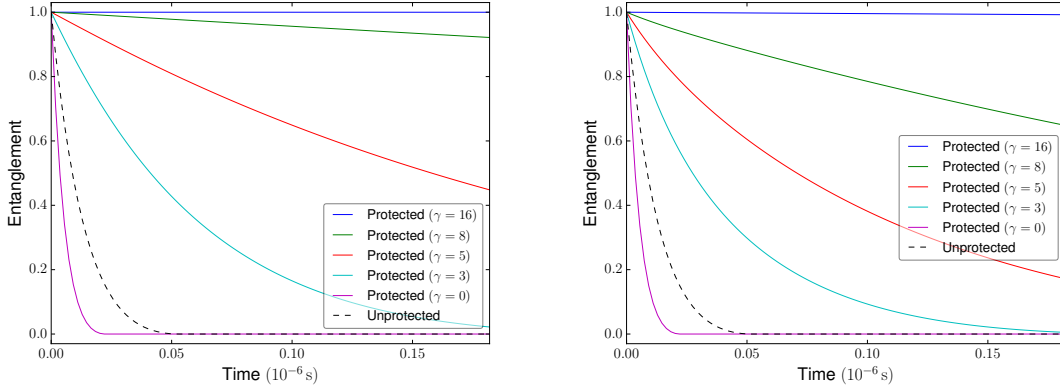 1.0
0.8
0.6
0.4
0.2
0.0
Entanglement
0.00 0.05 0.10 0.15
Time (10⁻⁶ s)
Protected (γ = 16)
Protected (γ = 8)
Protected (γ = 5)
Protected (γ = 3)
Protected (γ = 0)
Unprotected
1.0
0.8
0.6
0.4
0.2
0.0
Entanglement
0.00 0.05 0.10 0.15
Time (10⁻⁶ s)
Protected (γ = 16)
Protected (γ = 8)
Protected (γ = 5)
Protected (γ = 3)
Protected (γ = 0)
Unprotected